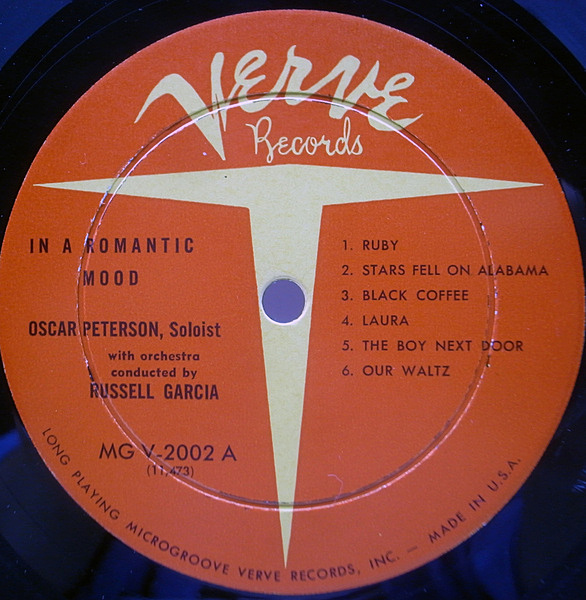 Verve
Records
IN A ROMANTIC
MOOD
OSCAR PETERSON, Soloist
with orchestra
conducted by
RUSSELL GARCIA
MG V-2002 A
(11,473)
1. RUBY
2. STARS FELL ON ALABAMA
3. BLACK COFFEE
4. LAURA
5. THE BOY NEXT DOOR
6. OUR WALTZ
LONG PLAYING MICROGROOVE VERVE RECORDS, INC. — MADE IN U.S.A.